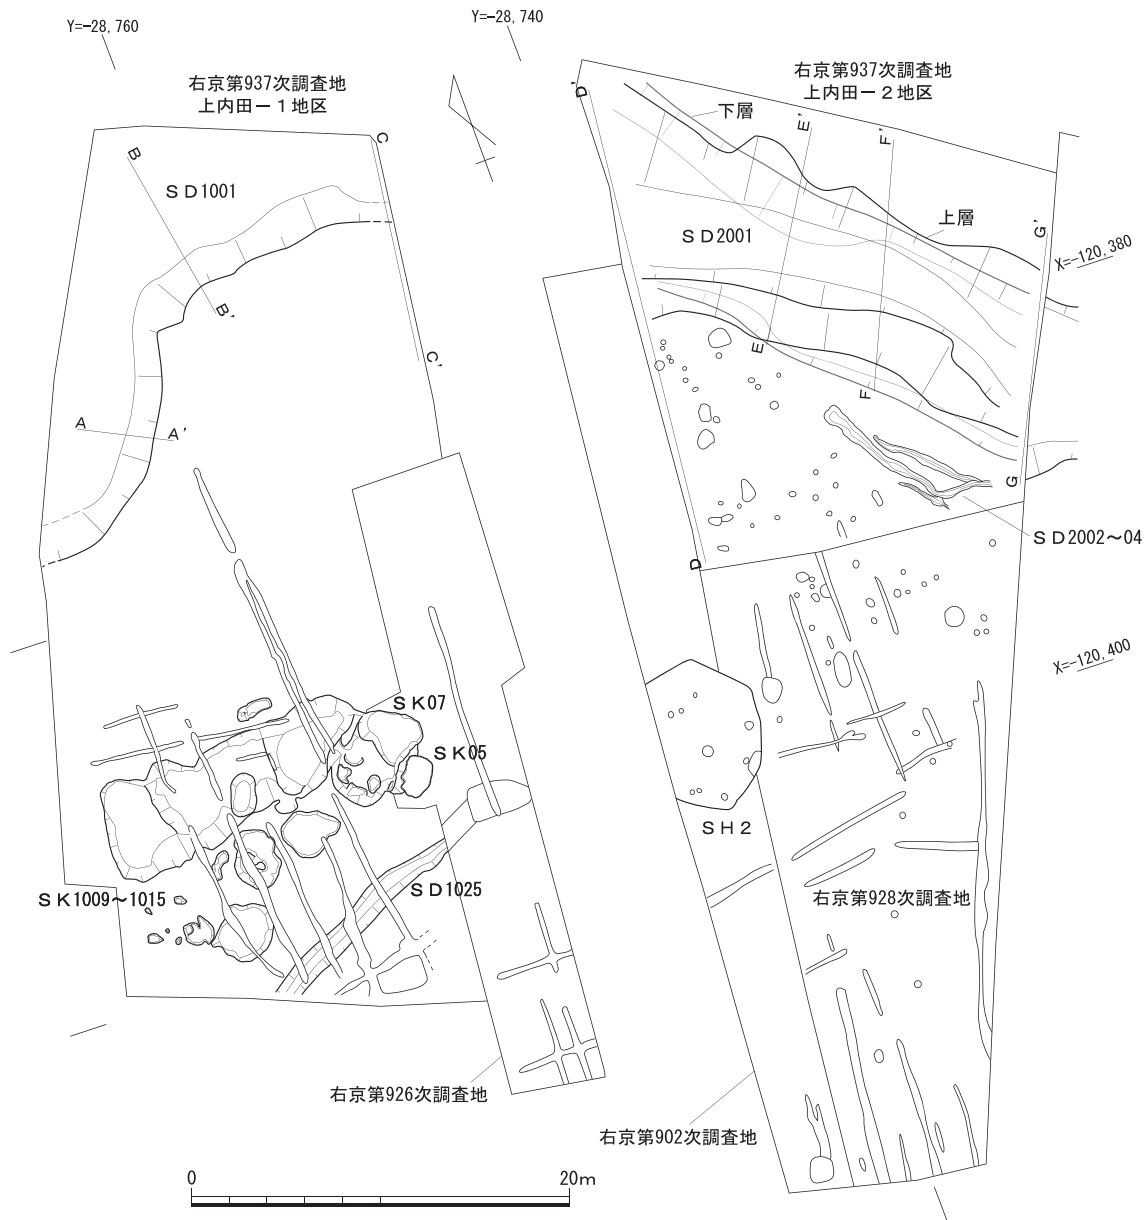 Y=-28,760
Y=-28,740
右京第937次調査地
上内田－１地区
右京第937次調査地
上内田－２地区
D'
下層
E'
F'
C
B
ＳＤ1001
上層
G'
ＳＤ2001
X=-120,380
B'
E
C'
F
A
A'
G
ＳＤ2002～04
D
X=-120,400
ＳＫ07
ＳＫ05
ＳＨ２
ＳＤ1025
ＳＫ1009～1015
右京第928次調査地
右京第926次調査地
右京第902次調査地
0
20m